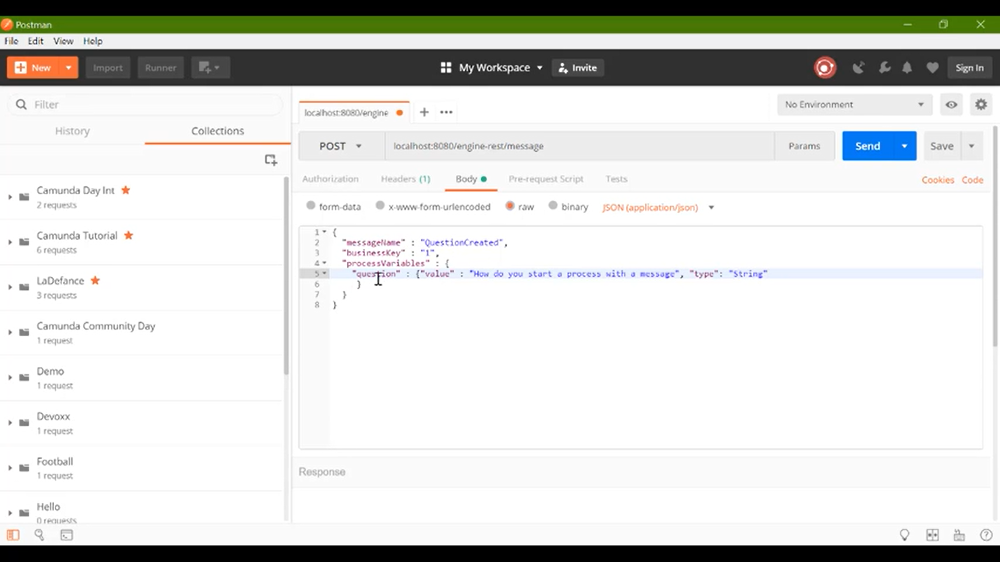 Postman
File Edit View Help
New Import Runner My Workspace Invite Sign In
Filter
History Collections
Camunda Day Int
2 requests
Camunda Tutorial
6 requests
LaDefance
3 requests
Camunda Community Day
1 request
Demo
1 request
Devoxx
1 request
Football
1 request
Hello
0 requests
localhost:8080/engine
No Environment
POST localhost:8080/engine-rest/message Params Send Save
Authorization Headers (1) Body Pre-request Script Tests Cookies Code
form-data x-www-form-urlencoded raw binary JSON (application/json)
1 {
2 "messageName" : "QuestionCreated",
3 "businessKey" : "1",
4 "processVariables" : {
5 "question" : {"value" : "How do you start a process with a message", "type": "String"
6 }
7 }
8 }
Response